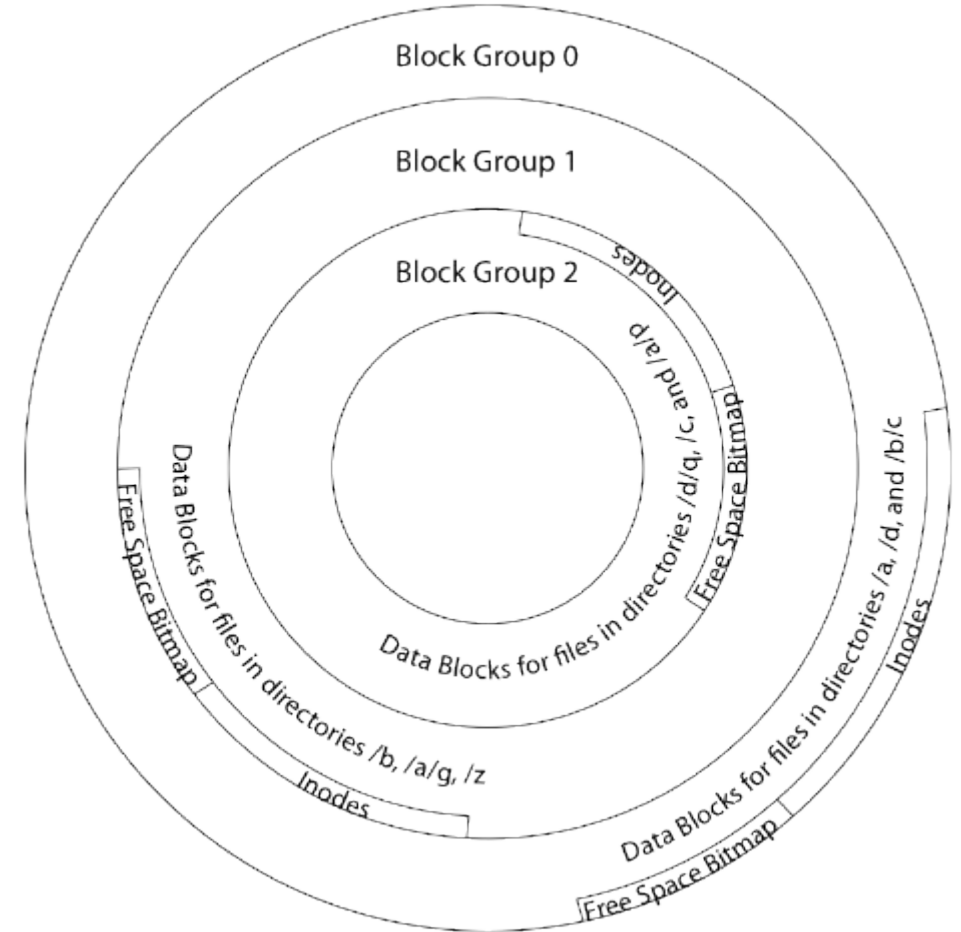 Block Group 0
Block Group 1
Block Group 2
Inodes
Free Space Bitmap
Data Blocks for files in directories /d/q, /c, and /a/p
Free Space Bitmap
Inodes
Data Blocks for files in directories /b, /a/g, /z
Inodes
Free Space Bitmap
Data Blocks for files in directories /a, /d, and /b/c